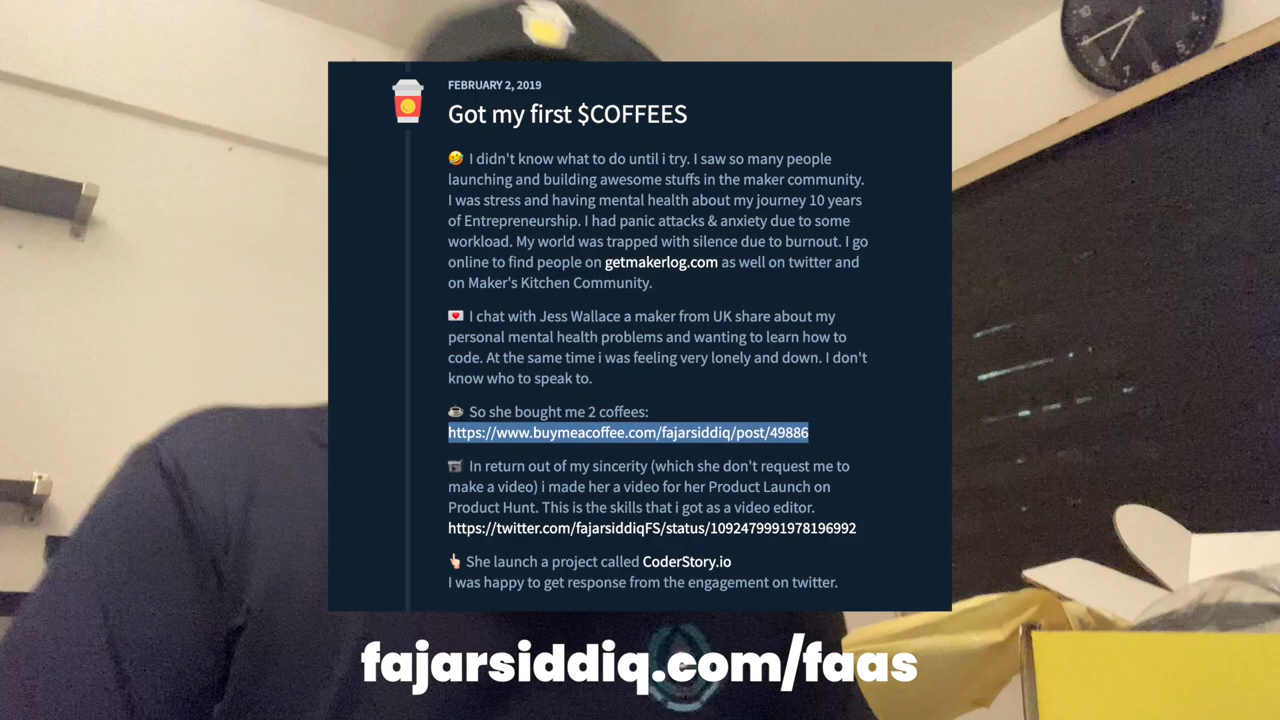 FEBRUARY 2, 2019
Got my first $COFFEES
🤣 I didn't know what to do until i try. I saw so many people
launching and building awesome stuffs in the maker community.
I was stress and having mental health about my journey 10 years
of Entrepreneurship. I had panic attacks & anxiety due to some
workload. My world was trapped with silence due to burnout. I go
online to find people on getmakerlog.com as well on twitter and
on Maker's Kitchen Community.
💌 I chat with Jess Wallace a maker from UK share about my
personal mental health problems and wanting to learn how to
code. At the same time i was feeling very lonely and down. I don't
know who to speak to.
☕ So she bought me 2 coffees:
https://www.buymeacoffee.com/fajarsiddiq/post/49886
📹 In return out of my sincerity (which she don't request me to
make a video) i made her a video for her Product Launch on
Product Hunt. This is the skills that i got as a video editor.
https://twitter.com/fajarsiddiqFS/status/1092479991978196992
👆🏻 She launch a project called CoderStory.io
I was happy to get response from the engagement on twitter.
fajarsiddiq.com/faas